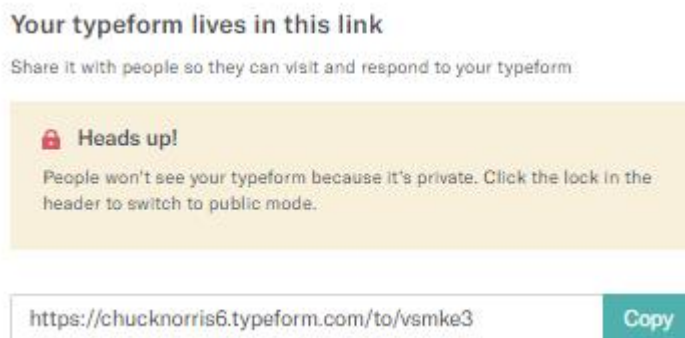 Your typeform lives in this link
Share it with people so they can visit and respond to your typeform
Heads up!
People won't see your typeform because it's private. Click the lock in the
header to switch to public mode.
https://chucknorris6.typeform.com/to/vsmke3
Copy